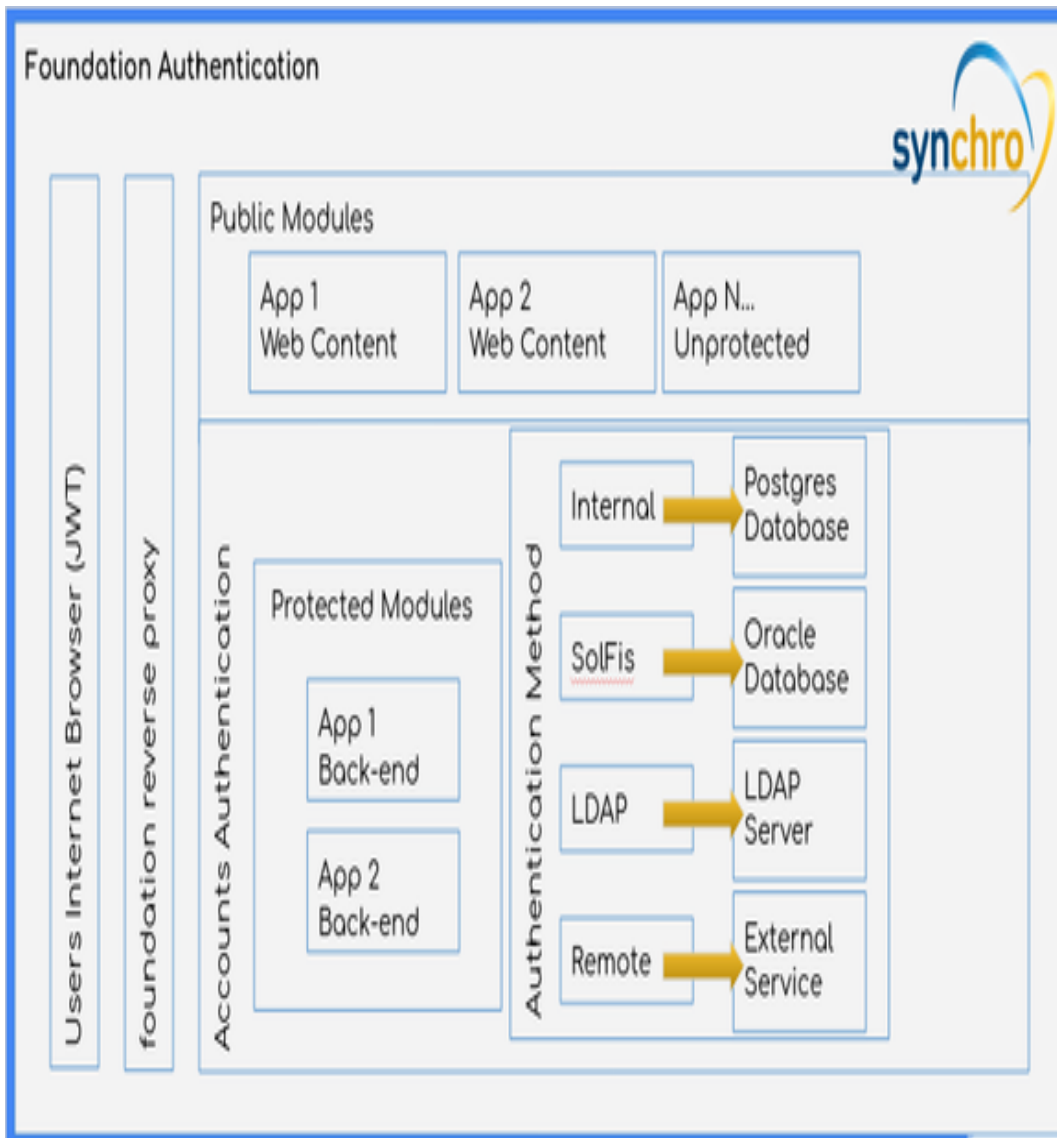 Foundation Authentication
synchro
Users Internet Browser (JWT)
foundation reverse proxy
Public Modules
App 1
Web Content
App 2
Web Content
App N...
Unprotected
Accounts Authentication
Protected Modules
App 1
Back-end
App 2
Back-end
Authentication Method
Internal
Postgres
Database
SolFis
Oracle
Database
LDAP
LDAP
Server
Remote
External
Service